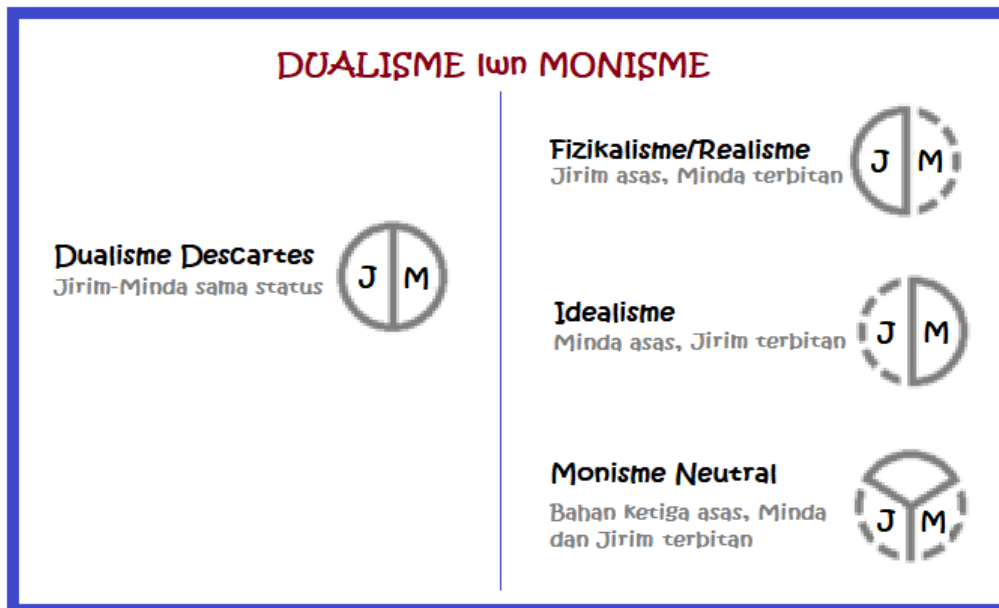 DUALISME lwn MONISME
Dualisme Descartes
Jirim-Minda sama status
J M
Fizikalisme/Realisme
Jirim asas, Minda terbitan
J M
Idealisme
Minda asas, Jirim terbitan
J M
Monisme Neutral
Bahan Ketiga asas, Minda
dan Jirim terbitan
J M